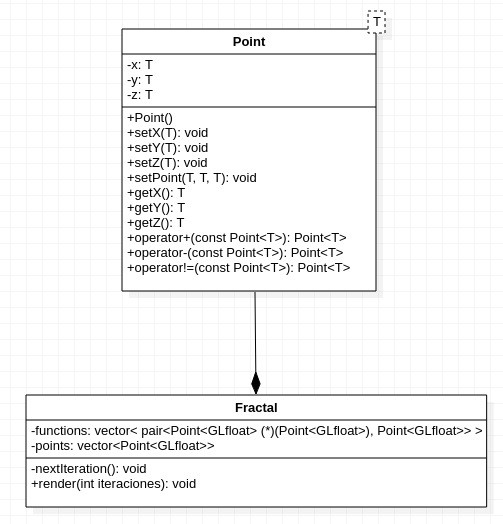 T
Point
-x: T
-y: T
-z: T
+Point()
+setX(T): void
+setY(T): void
+setZ(T): void
+setPoint(T, T, T): void
+getX(): T
+getY(): T
+getZ(): T
+operator+(const Point<T>): Point<T>
+operator-(const Point<T>): Point<T>
+operator!=(const Point<T>): Point<T>
Fractal
-functions: vector< pair<Point<GLfloat> (*)(Point<GLfloat>), Point<GLfloat>> >
-points: vector<Point<GLfloat>>
-nextIteration(): void
+render(int iteraciones): void